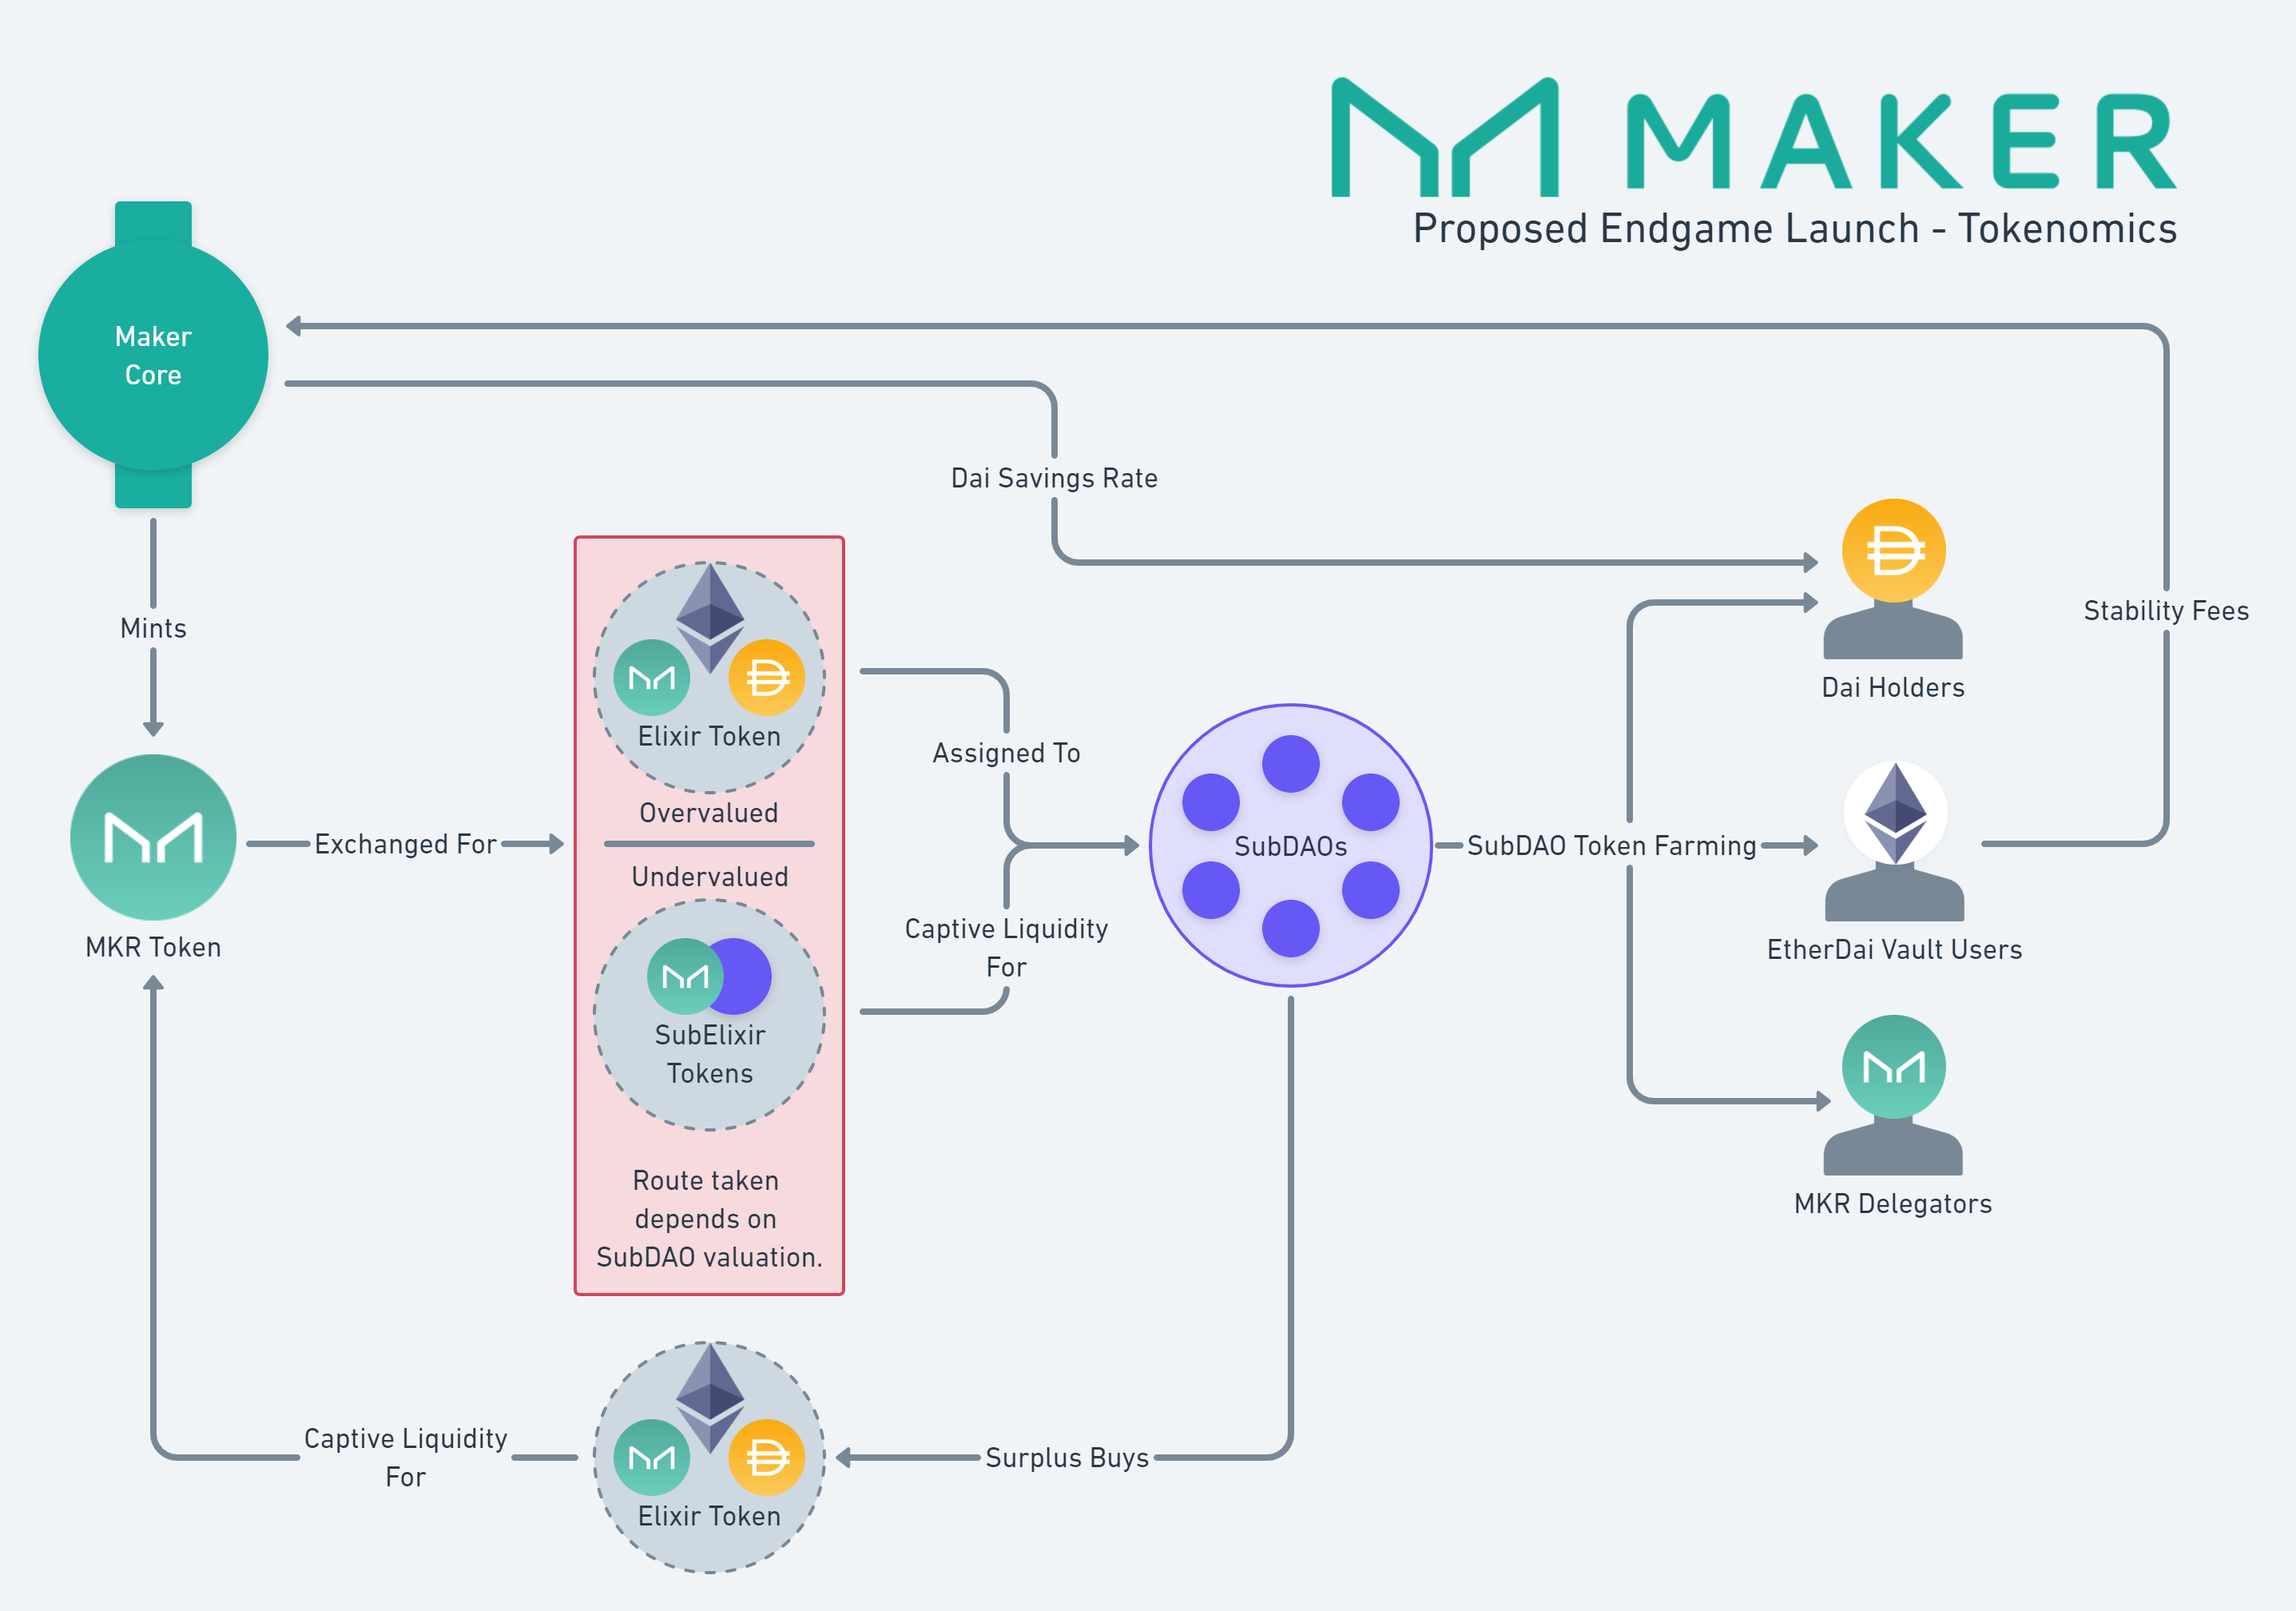 MAKER
Proposed Endgame Launch - Tokenomics
Maker
Core
Dai Savings Rate
Mints
Stability Fees
Dai Holders
Elixir Token
Assigned To
Overvalued
Exchanged For
SubDAOs
SubDAO Token Farming
Undervalued
Captive Liquidity
For
MKR Token
EtherDai Vault Users
SubElixir
Tokens
Route taken
depends on
SubDAO valuation.
MKR Delegators
Captive Liquidity
For
Surplus Buys
Elixir Token